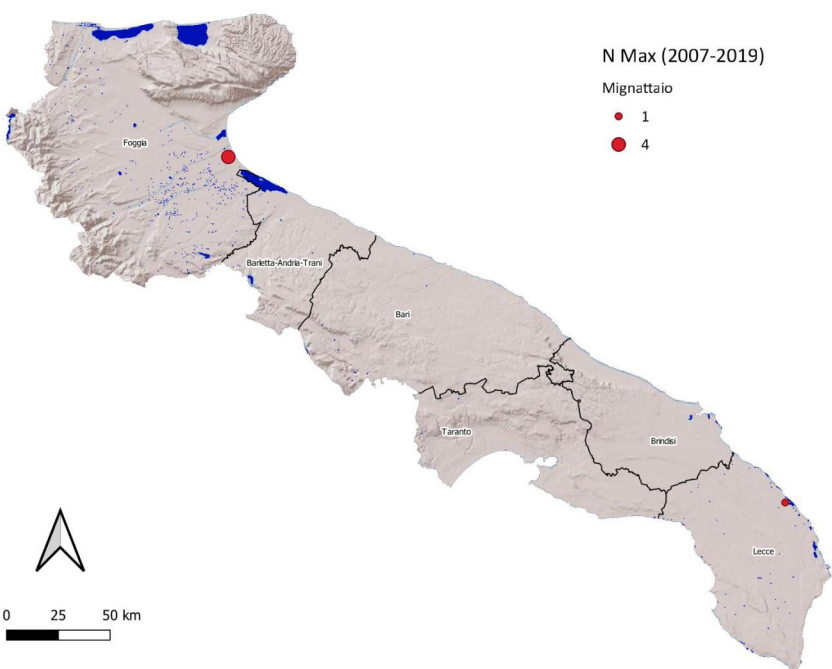 N Max (2007-2019)
Mignattaio
1
4
Foggia
Barletta-Andria-Trani
Bari
Taranto
Brindisi
Lecce
0 25 50 km